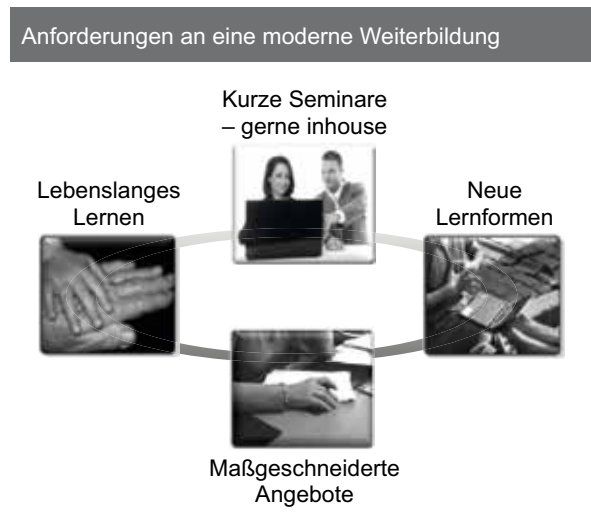 Anforderungen an eine moderne Weiterbildung
Kurze Seminare
– gerne inhouse
Lebenslanges
Lernen
Neue
Lernformen
Maßgeschneiderte
Angebote